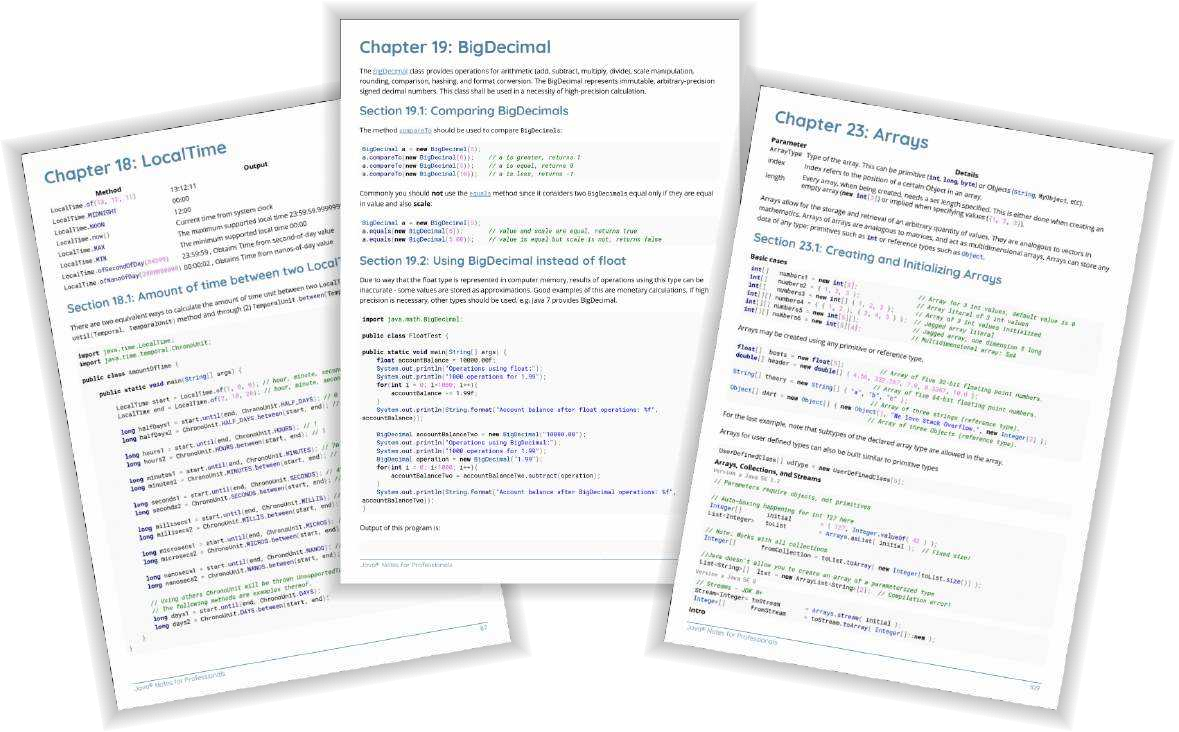 Chapter 18: LocalTime
Method Output
LocalTime.of(13, 12, 11) 13:12:11
LocalTime.MIDNIGHT 00:00
LocalTime.NOON 12:00
LocalTime.now() Current time from system clock
LocalTime.MAX The maximum supported local time 23:59:59.999999
LocalTime.MIN The minimum supported local time 00:00
LocalTime.ofSecondOfDay(84399) 23:59:59, Obtains Time from second-of-day value
LocalTime.ofNanoOfDay(2000000000) 00:00:02, Obtains Time from nanos-of-day value
Section 18.1: Amount of time between two Local
There are two equivalent ways to calculate the amount of time unit between two LocalT
until(Temporal, TemporalUnit) method and through (2) TemporalUnit.between(Temp
import java.time.LocalTime;
import java.time.temporal.ChronoUnit;
public class AmountOfTime {
public static void main(String[] args) {
LocalTime start = LocalTime.of(1, 0, 0); // hour, minute, second
LocalTime end = LocalTime.of(2, 10, 20); // hour, minute, second
long halfDays1 = start.until(end, ChronoUnit.HALF_DAYS); // 0
long halfDays2 = ChronoUnit.HALF_DAYS.between(start, end); // 0
long hours1 = start.until(end, ChronoUnit.HOURS); // 1
long hours2 = ChronoUnit.HOURS.between(start, end); // 1
long minutes1 = start.until(end, ChronoUnit.MINUTES); // 70
long minutes2 = ChronoUnit.MINUTES.between(start, end);
long seconds1 = start.until(end, ChronoUnit.SECONDS);
long seconds2 = ChronoUnit.SECONDS.between(start, end);
long millisecs1 = start.until(end, ChronoUnit.MILLIS);
long millisecs2 = ChronoUnit.MILLIS.between(start, end);
long microsecs1 = start.until(end, ChronoUnit.MICROS);
long microsecs2 = ChronoUnit.MICROS.between(start, end);
long nanosecs1 = start.until(end, ChronoUnit.NANOS); //
long nanosecs2 = ChronoUnit.NANOS.between(start, end);
// Using others ChronoUnit will be thrown UnsupportedT
// The following methods are examples thereof.
long days1 = start.until(end, ChronoUnit.DAYS);
long days2 = ChronoUnit.DAYS.between(start, end);
}
}
Java® Notes for Professionals 87
Chapter 19: BigDecimal
The BigDecimal class provides operations for arithmetic (add, subtract, multiply, divide), scale manipulation,
rounding, comparison, hashing, and format conversion. The BigDecimal represents immutable, arbitrary-precision
signed decimal numbers. This class shall be used in a necessity of high-precision calculation.
Section 19.1: Comparing BigDecimals
The method compareTo should be used to compare BigDecimals:
BigDecimal a = new BigDecimal(5);
a.compareTo(new BigDecimal(0)); // a is greater, returns 1
a.compareTo(new BigDecimal(5)); // a is equal, returns 0
a.compareTo(new BigDecimal(10)); // a is less, returns -1
Commonly you should not use the equals method since it considers two BigDecimals equal only if they are equal
in value and also scale:
BigDecimal a = new BigDecimal(5);
a.equals(new BigDecimal(5)); // value and scale are equal, returns true
a.equals(new BigDecimal(5.00)); // value is equal but scale is not, returns false
Section 19.2: Using BigDecimal instead of float
Due to way that the float type is represented in computer memory, results of operations using this type can be
inaccurate - some values are stored as approximations. Good examples of this are monetary calculations. If high
precision is necessary, other types should be used. e.g. Java 7 provides BigDecimal.
import java.math.BigDecimal;
public class FloatTest {
public static void main(String[] args) {
float accountBalance = 10000.00f;
System.out.println("Operations using float:");
System.out.println("1000 operations for 1.99");
for(int i = 0; i<1000; i++){
accountBalance -= 1.99f;
}
System.out.println(String.format("Account balance after float operations: %f",
accountBalance));
BigDecimal accountBalanceTwo = new BigDecimal("10000.00");
System.out.println("Operations using BigDecimal:");
System.out.println("1000 operations for 1.99");
BigDecimal operation = new BigDecimal("1.99");
for(int i = 0; i<1000; i++){
accountBalanceTwo = accountBalanceTwo.subtract(operation);
}
System.out.println(String.format("Account balance after BigDecimal operations: %f",
accountBalanceTwo));
}
Output of this program is:
Java® Notes for Professionals
Chapter 23: Arrays
Parameter Details
ArrayType Type of the array. This can be primitive (int, long, byte) or Objects (String, MyObject, etc).
index Index refers to the position of a certain Object in an array.
length Every array, when being created, needs a set length specified. This is either done when creating an
empty array (new int[3]) or implied when specifying values ({1, 2, 3}).
Arrays allow for the storage and retrieval of an arbitrary quantity of values. They are analogous to vectors in
mathematics. Arrays of arrays are analogous to matrices, and act as multidimensional arrays. Arrays can store any
data of any type: primitives such as int or reference types such as Object.
Section 23.1: Creating and Initializing Arrays
Basic cases
int[] numbers1 = new int[3]; // Array for 3 int values, default value is 0
int[] numbers2 = { 1, 2, 3 }; // Array literal of 3 int values
int[] numbers3 = new int[] { 1, 2, 3 }; // Array of 3 int values initialized
int[][] numbers4 = { { 1, 2 }, { 3, 4, 5 } }; // Jagged array literal
int[][] numbers5 = new int[5][]; // Jagged array, one dimension 5 long
int[][] numbers6 = new int[5][4]; // Multidimensional array: 5x4
Arrays may be created using any primitive or reference type.
float[] boats = new float[5]; // Array of five 32-bit floating point numbers.
double[] header = new double[] { 4.56, 332.267, 7.0, 0.3367, 10.0 };
// Array of five 64-bit floating point numbers.
String[] theory = new String[] { "a", "b", "c" };
// Array of three strings (reference type).
Object[] dArt = new Object[] { new Object(), "We love Stack Overflow.", new Integer(3) };
// Array of three Objects (reference type).
For the last example, note that subtypes of the declared array type are allowed in the array.
Arrays for user defined types can also be built similar to primitive types
UserDefinedClass[] udType = new UserDefinedClass[5];
Arrays, Collections, and Streams
Version ≥ Java SE 1.2
// Parameters require objects, not primitives
// Auto-boxing happening for int 127 here
Integer[] initial = { 127, Integer.valueOf( 42 ) };
List<Integer> toList = Arrays.asList( initial ); // Fixed size!
// Note: Works with all collections
Integer[] fromCollection = toList.toArray( new Integer[toList.size()] );
//Java doesn't allow you to create an array of a parameterized type
List<String>[] list = new ArrayList<String>[2]; // Compilation error!
Version ≥ Java SE 8
// Streams - JDK 8+
Stream<Integer> toStream = Arrays.stream( initial );
Integer[] fromStream = toStream.toArray( Integer[]::new );
Intro
Java® Notes for Professionals 109